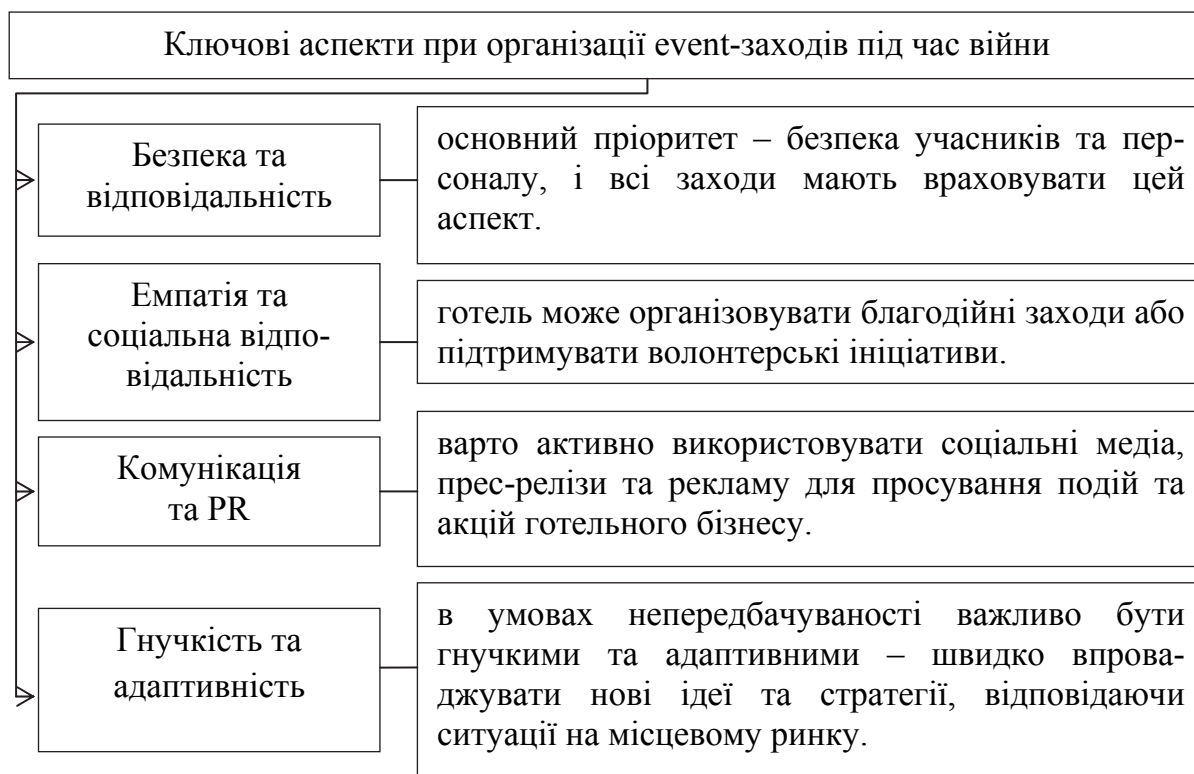 Ключові аспекти при організації event-заходів під час війни
Безпека та
відповідальність
основний пріоритет – безпека учасників та пер-
соналу, і всі заходи мають враховувати цей
аспект.
Емпатія та
соціальна відпо-
відальність
готель може організовувати благодійні заходи або
підтримувати волонтерські ініціативи.
Комунікація
та PR
варто активно використовувати соціальні медіа,
прес-релізи та рекламу для просування подій та
акцій готельного бізнесу.
Гнучкість та
адаптивність
в умовах непередбачуваності важливо бути
гнучкими та адаптивними – швидко впрова-
джувати нові ідеї та стратегії, відповідаючи
ситуації на місцевому ринку.